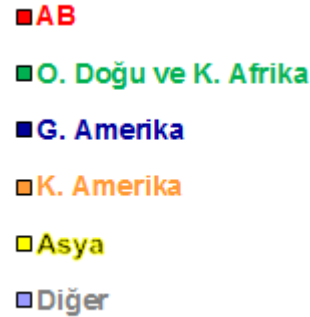 AB
O. Doğu ve K. Afrika
G. Amerika
K. Amerika
Asya
Diğer